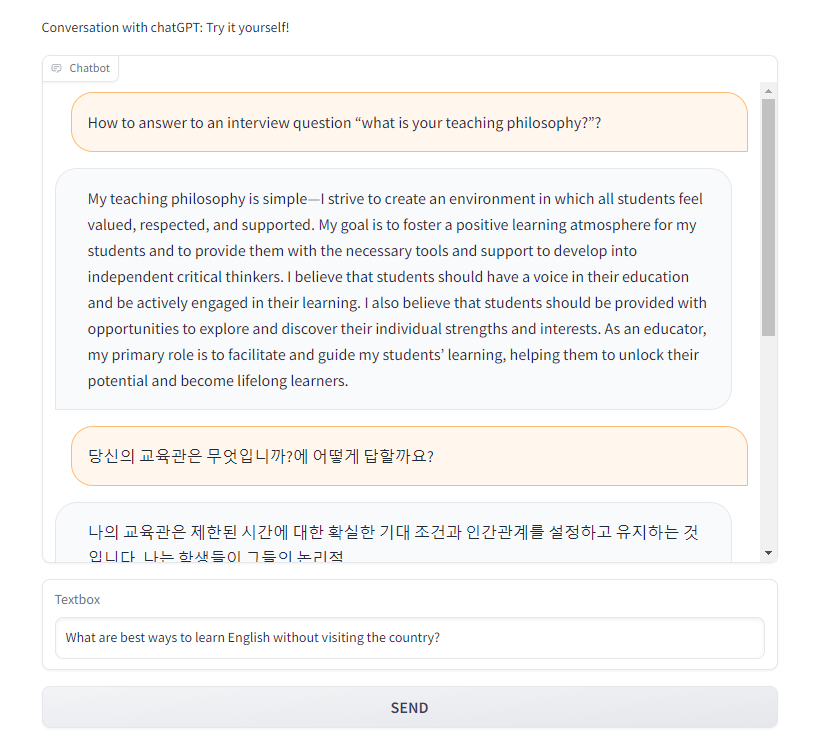 Conversation with chatGPT: Try it yourself!
Chatbot
How to answer to an interview question “what is your teaching philosophy?”?
My teaching philosophy is simple—I strive to create an environment in which all students feel
valued, respected, and supported. My goal is to foster a positive learning atmosphere for my
students and to provide them with the necessary tools and support to develop into
independent critical thinkers. I believe that students should have a voice in their education
and be actively engaged in their learning. I also believe that students should be provided with
opportunities to explore and discover their individual strengths and interests. As an educator,
my primary role is to facilitate and guide my students’ learning, helping them to unlock their
potential and become lifelong learners.
당신의 교육관은 무엇입니까?에 어떻게 답할까요?
나의 교육관은 제한된 시간에 대한 확실한 기대 조건과 인간관계를 설정하고 유지하는 것
입니다. 나는 학생들이 그들의 논리적
Textbox
What are best ways to learn English without visiting the country?
SEND